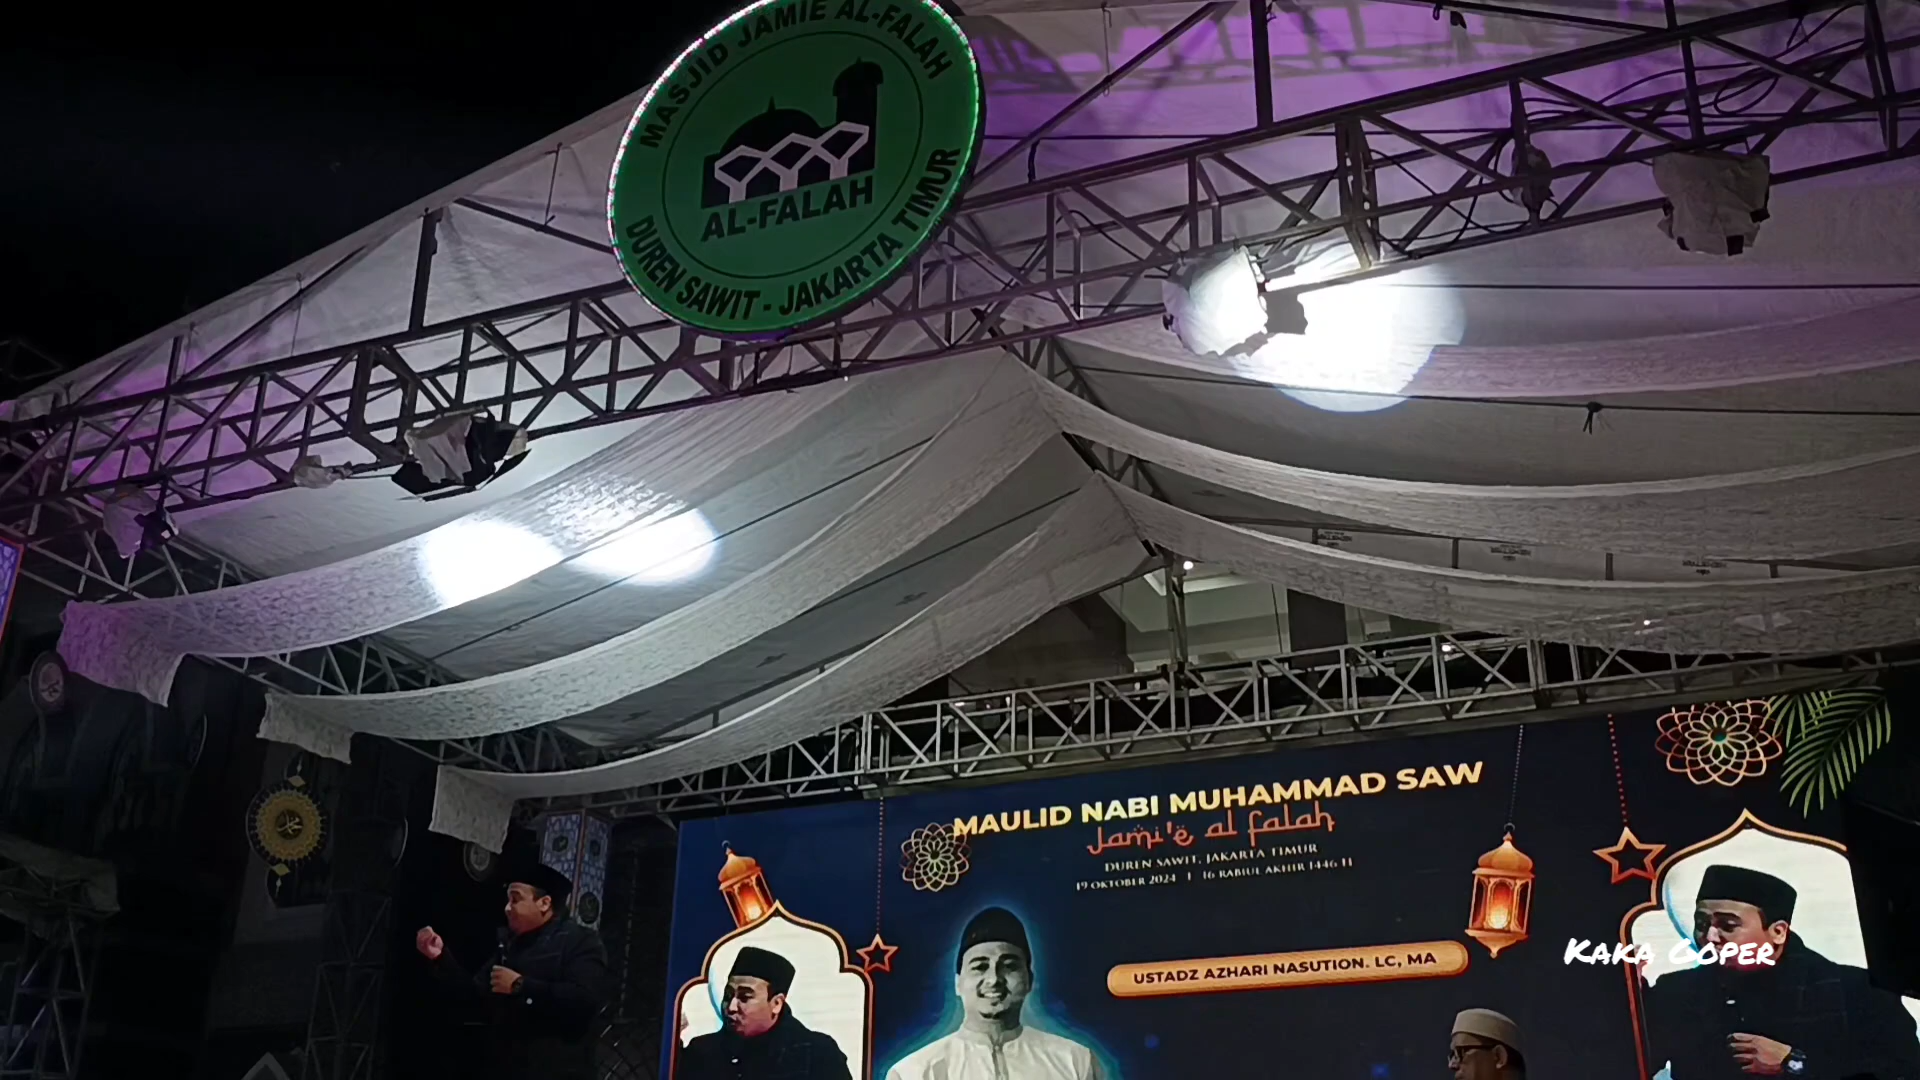 MASJID JAMIE AL-FALAH
AL-FALAH
DUREN SAWIT - JAKARTA TIMUR
MAULID NABI MUHAMMAD SAW
Jami'e al falah
DUREN SAWIT, JAKARTA TIMUR
19 OKTOBER 2024 | 16 RABIUL AKHIR 1446 H
USTADZ AZHARI NASUTION. LC, MA
Kaka Goper